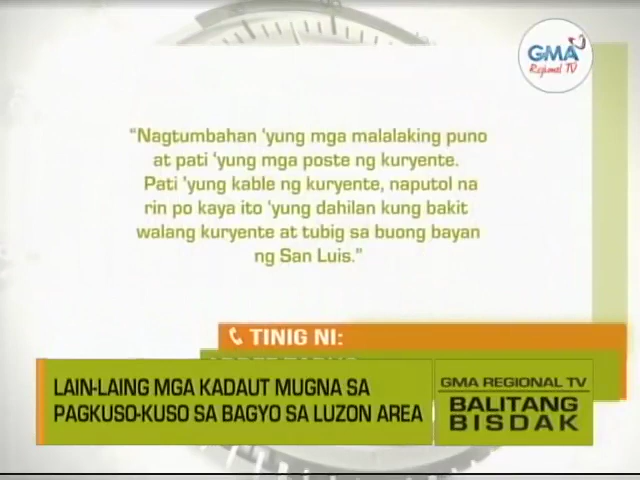 GMA
Regional TV
“Nagtumbahan ‘yung mga malalaking puno
at pati ‘yung mga poste ng kuryente.
Pati ‘yung kable ng kuryente, naputol na
rin po kaya ito ‘yung dahilan kung bakit
walang kuryente at tubig sa buong bayan
ng San Luis.”
TINIG NI:
LAIN-LAING MGA KADAUT MUGNA SA
PAGKUSO-KUSO SA BAGYO SA LUZON AREA
GMA REGIONAL TV
BALITANG
BISDAK